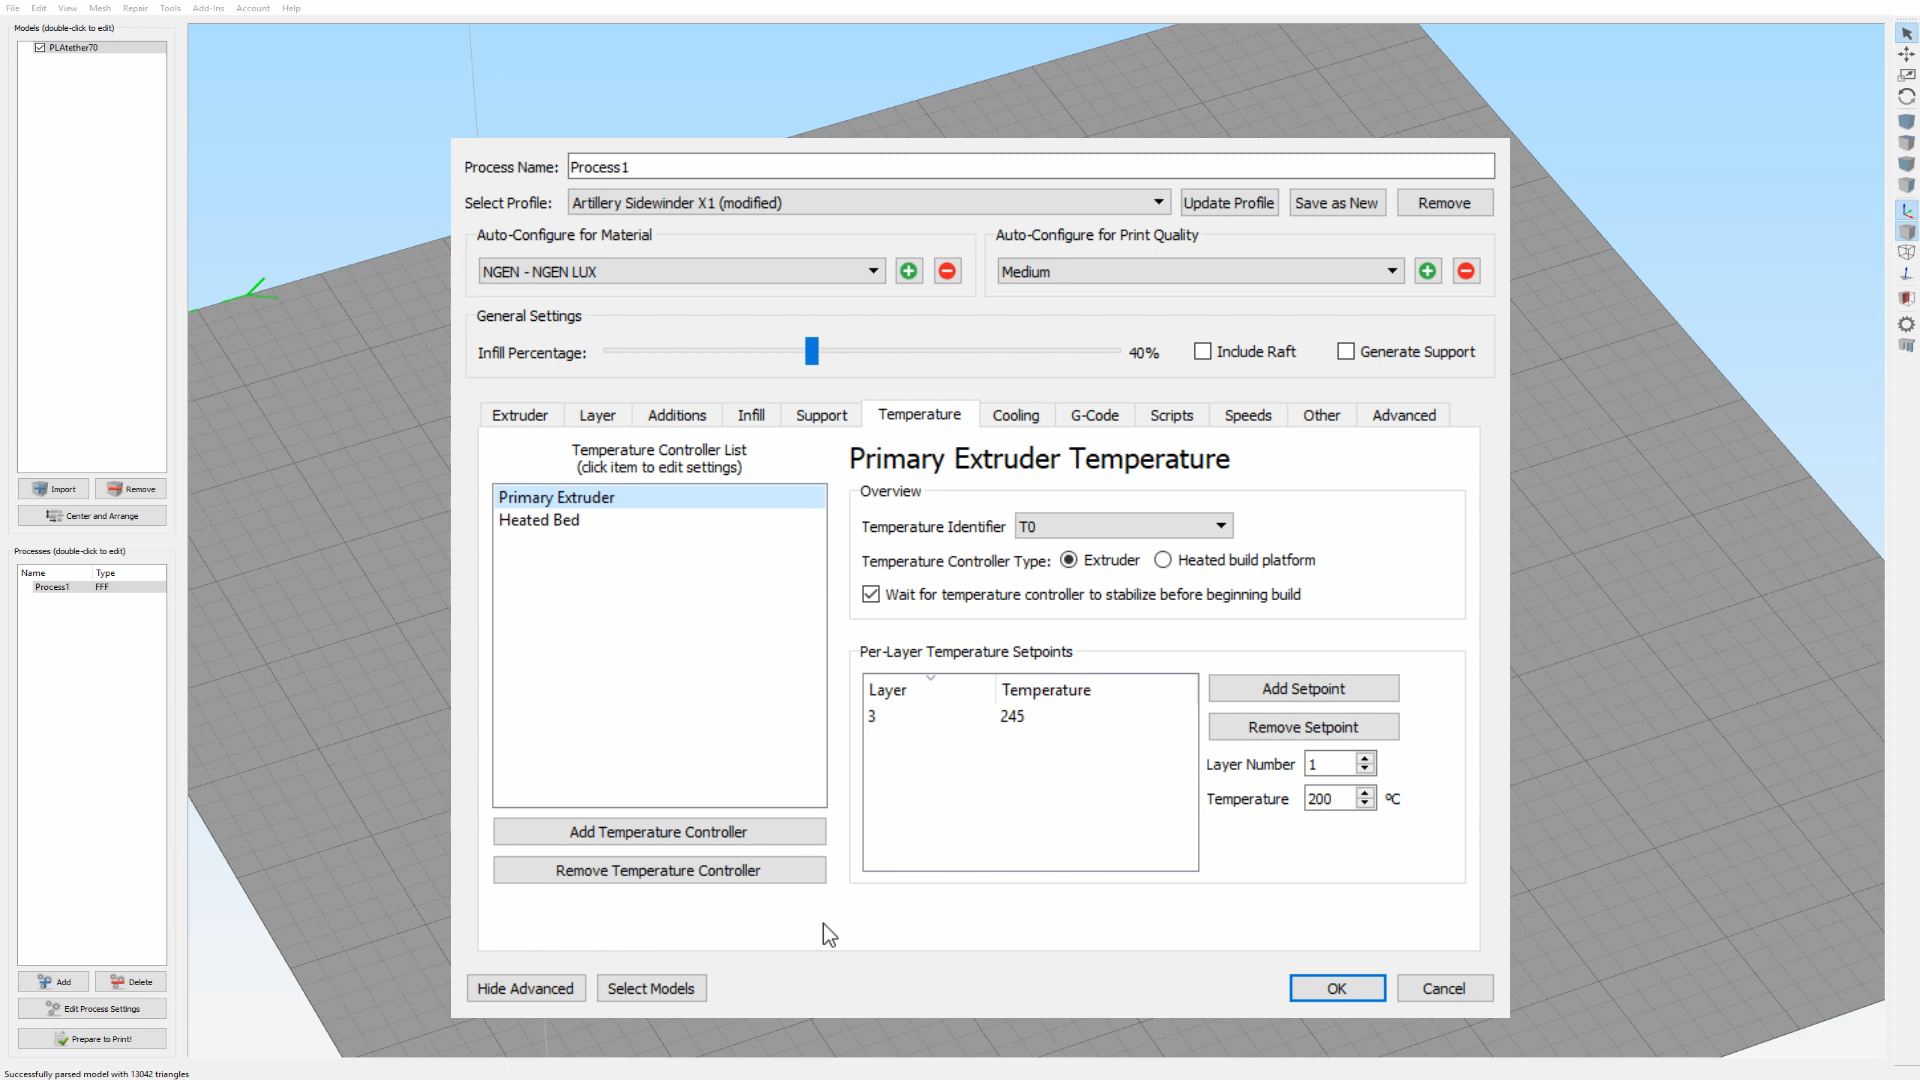 File Edit View Mesh Repair Tools Add-Ins Account Help
Models (double-click to edit)
PLAtether70
Import Remove
Center and Arrange
Processes (double-click to edit)
Name Type
Process1 FFF
Add Delete
Edit Process Settings
Prepare to Print!
Successfully parsed model with 13042 triangles
Process Name: Process1
Select Profile: Artillery Sidewinder X1 (modified) Update Profile Save as New Remove
Auto-Configure for Material Auto-Configure for Print Quality
NGEN - NGEN LUX Medium
General Settings
Infill Percentage: 40% Include Raft Generate Support
Extruder Layer Additions Infill Support Temperature Cooling G-Code Scripts Speeds Other Advanced
Temperature Controller List
(click item to edit settings)
Primary Extruder
Heated Bed
Add Temperature Controller
Remove Temperature Controller
Primary Extruder Temperature
Overview
Temperature Identifier T0
Temperature Controller Type: Extruder Heated build platform
Wait for temperature controller to stabilize before beginning build
Per-Layer Temperature Setpoints
Layer Temperature
3 245
Add Setpoint
Remove Setpoint
Layer Number 1
Temperature 200 ºC
Hide Advanced Select Models OK Cancel